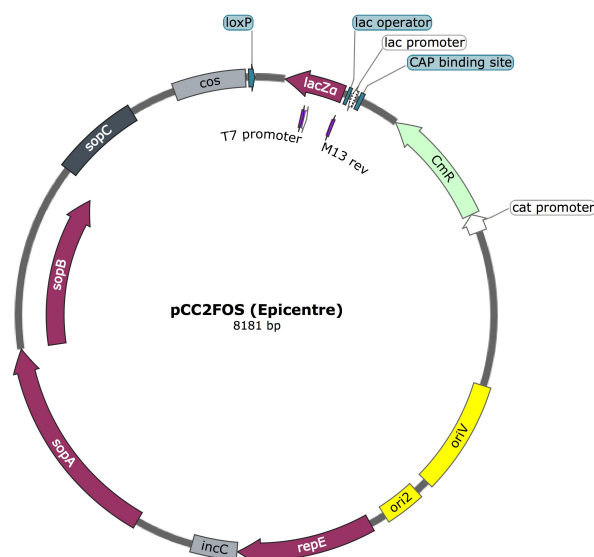 loxP
lac operator
lac promoter
CAP binding site
cos
lacZα
T7 promoter
M13 rev
CmR
cat promoter
sopC
sopB
pCC2FOS (Epicentre)
8181 bp
oriV
sopA
ori2
incC
repE